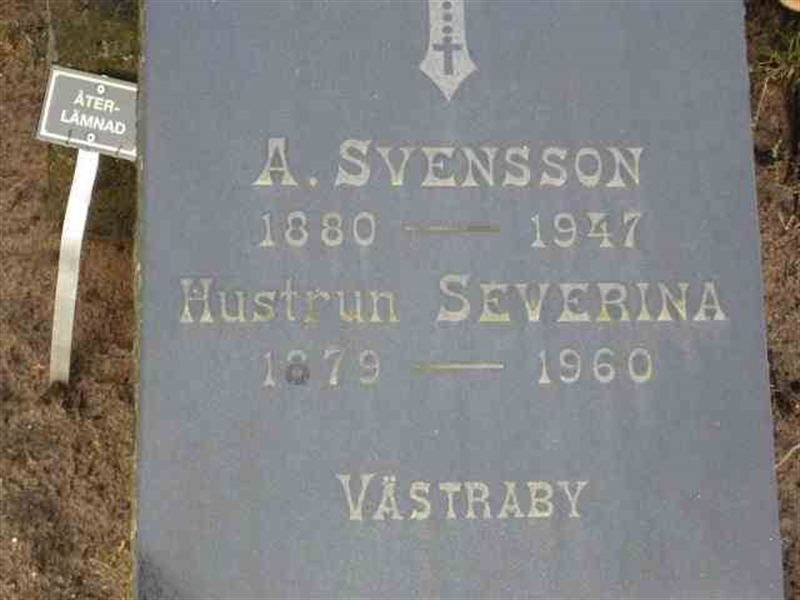 ÅTER-
LÄMNAD
A. SVENSSON
1880 — 1947
Hustrun SEVERINA
1879 — 1960
VÄSTRABY